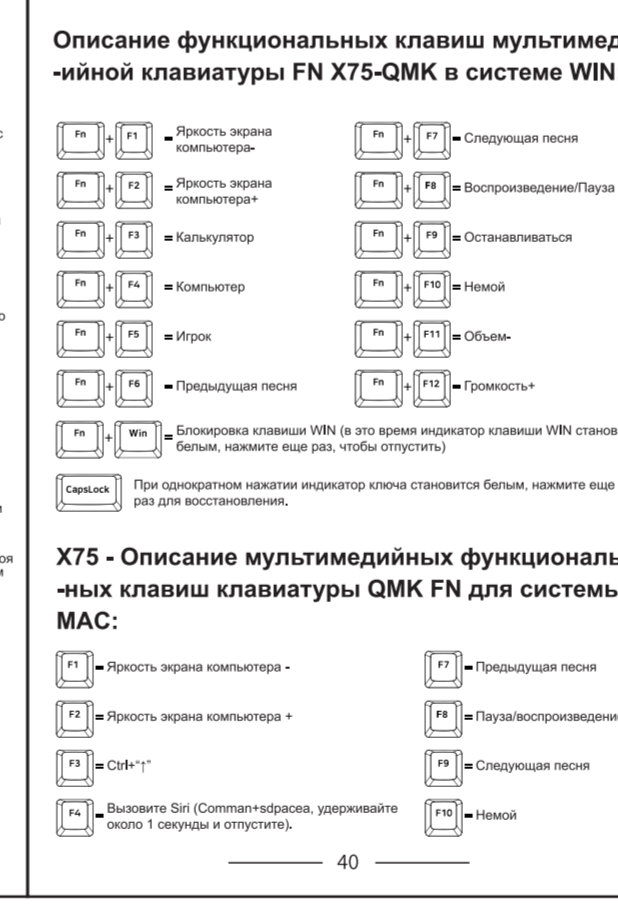 с
о
оя
Описание функциональных клавиш мультимед
-ийной клавиатуры FN X75-QMK в системе WIN
Fn + F1 = Яркость экрана
компьютера-
Fn + F2 = Яркость экрана
компьютера+
Fn + F3 = Калькулятор
Fn + F4 = Компьютер
Fn + F5 = Игрок
Fn + F6 = Предыдущая песня
Fn + F7 = Следующая песня
Fn + F8 = Воспроизведение/Пауза
Fn + F9 = Останавливаться
Fn + F10 = Немой
Fn + F11 = Объем-
Fn + F12 = Громкость+
Fn + Win = Блокировка клавиши WIN (в это время индикатор клавиши WIN станов
белым, нажмите еще раз, чтобы отпустить)
CapsLock При однократном нажатии индикатор ключа становится белым, нажмите еще
раз для восстановления.
X75 - Описание мультимедийных функциональ
-ных клавиш клавиатуры QMK FN для системы
MAC:
F1 = Яркость экрана компьютера -
F2 = Яркость экрана компьютера +
F3 = Ctrl+“↑”
F4 = Вызовите Siri (Comman+sdpacea, удерживайте
около 1 секунды и отпустите).
F7 = Предыдущая песня
F8 = Пауза/воспроизведени
F9 = Следующая песня
F10 = Немой
40